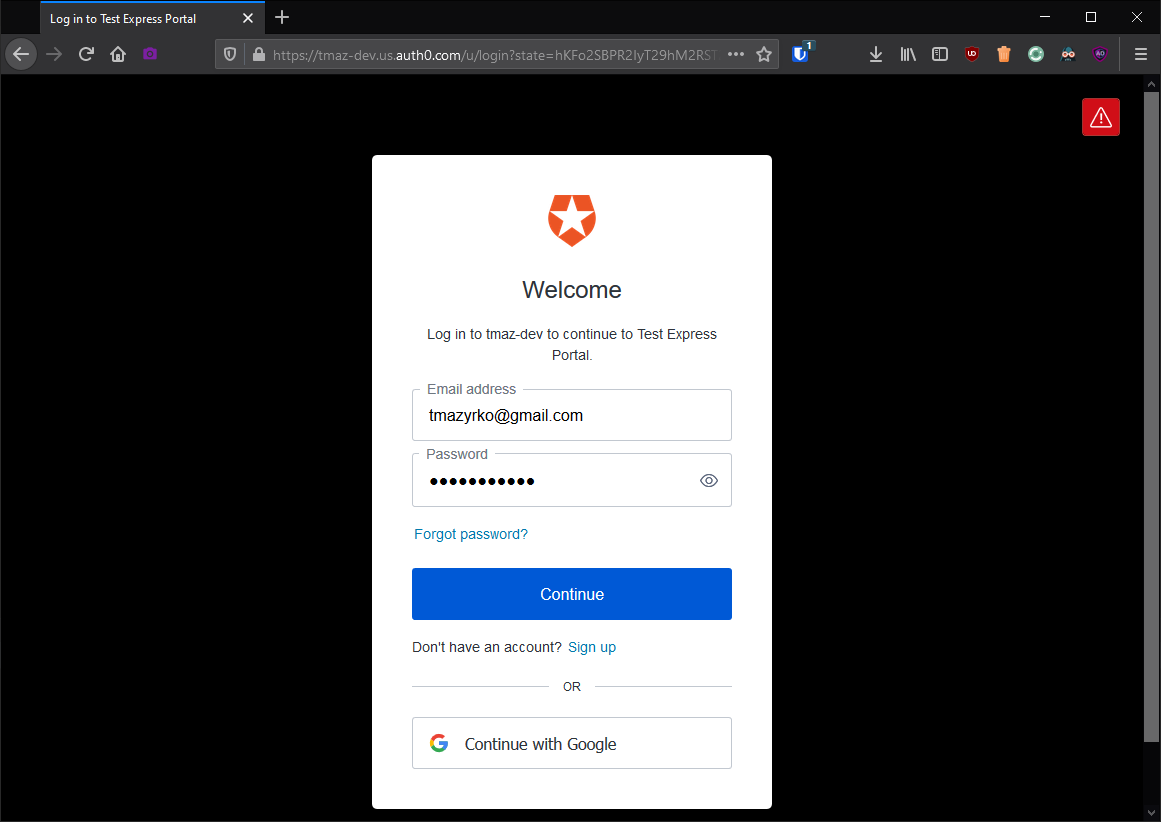 Log in to Test Express Portal
https://tmaz-dev.us.auth0.com/u/login?state=hKFo2SBPR2IyT29hM2RST
1
UD
AO
Welcome
Log in to tmaz-dev to continue to Test Express
Portal.
Email address
tmazyrko@gmail.com
Password
Forgot password?
Continue
Don't have an account? Sign up
OR
Continue with Google